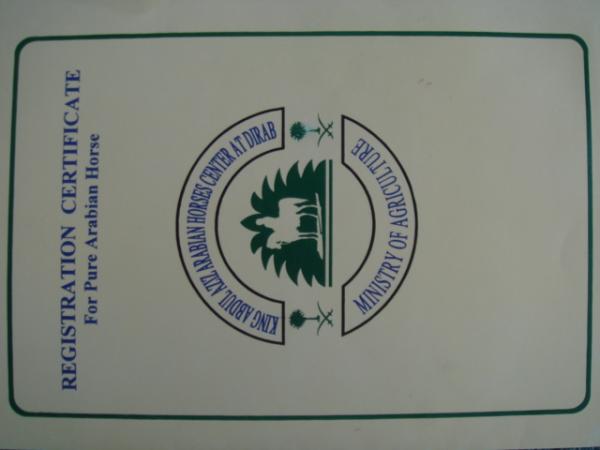 REGISTRATION CERTIFICATE
For Pure Arabian Horse
KING ABDUL AZIZ ARABIAN HORSES CENTER AT DIRAB
MINISTRY OF AGRICULTURE